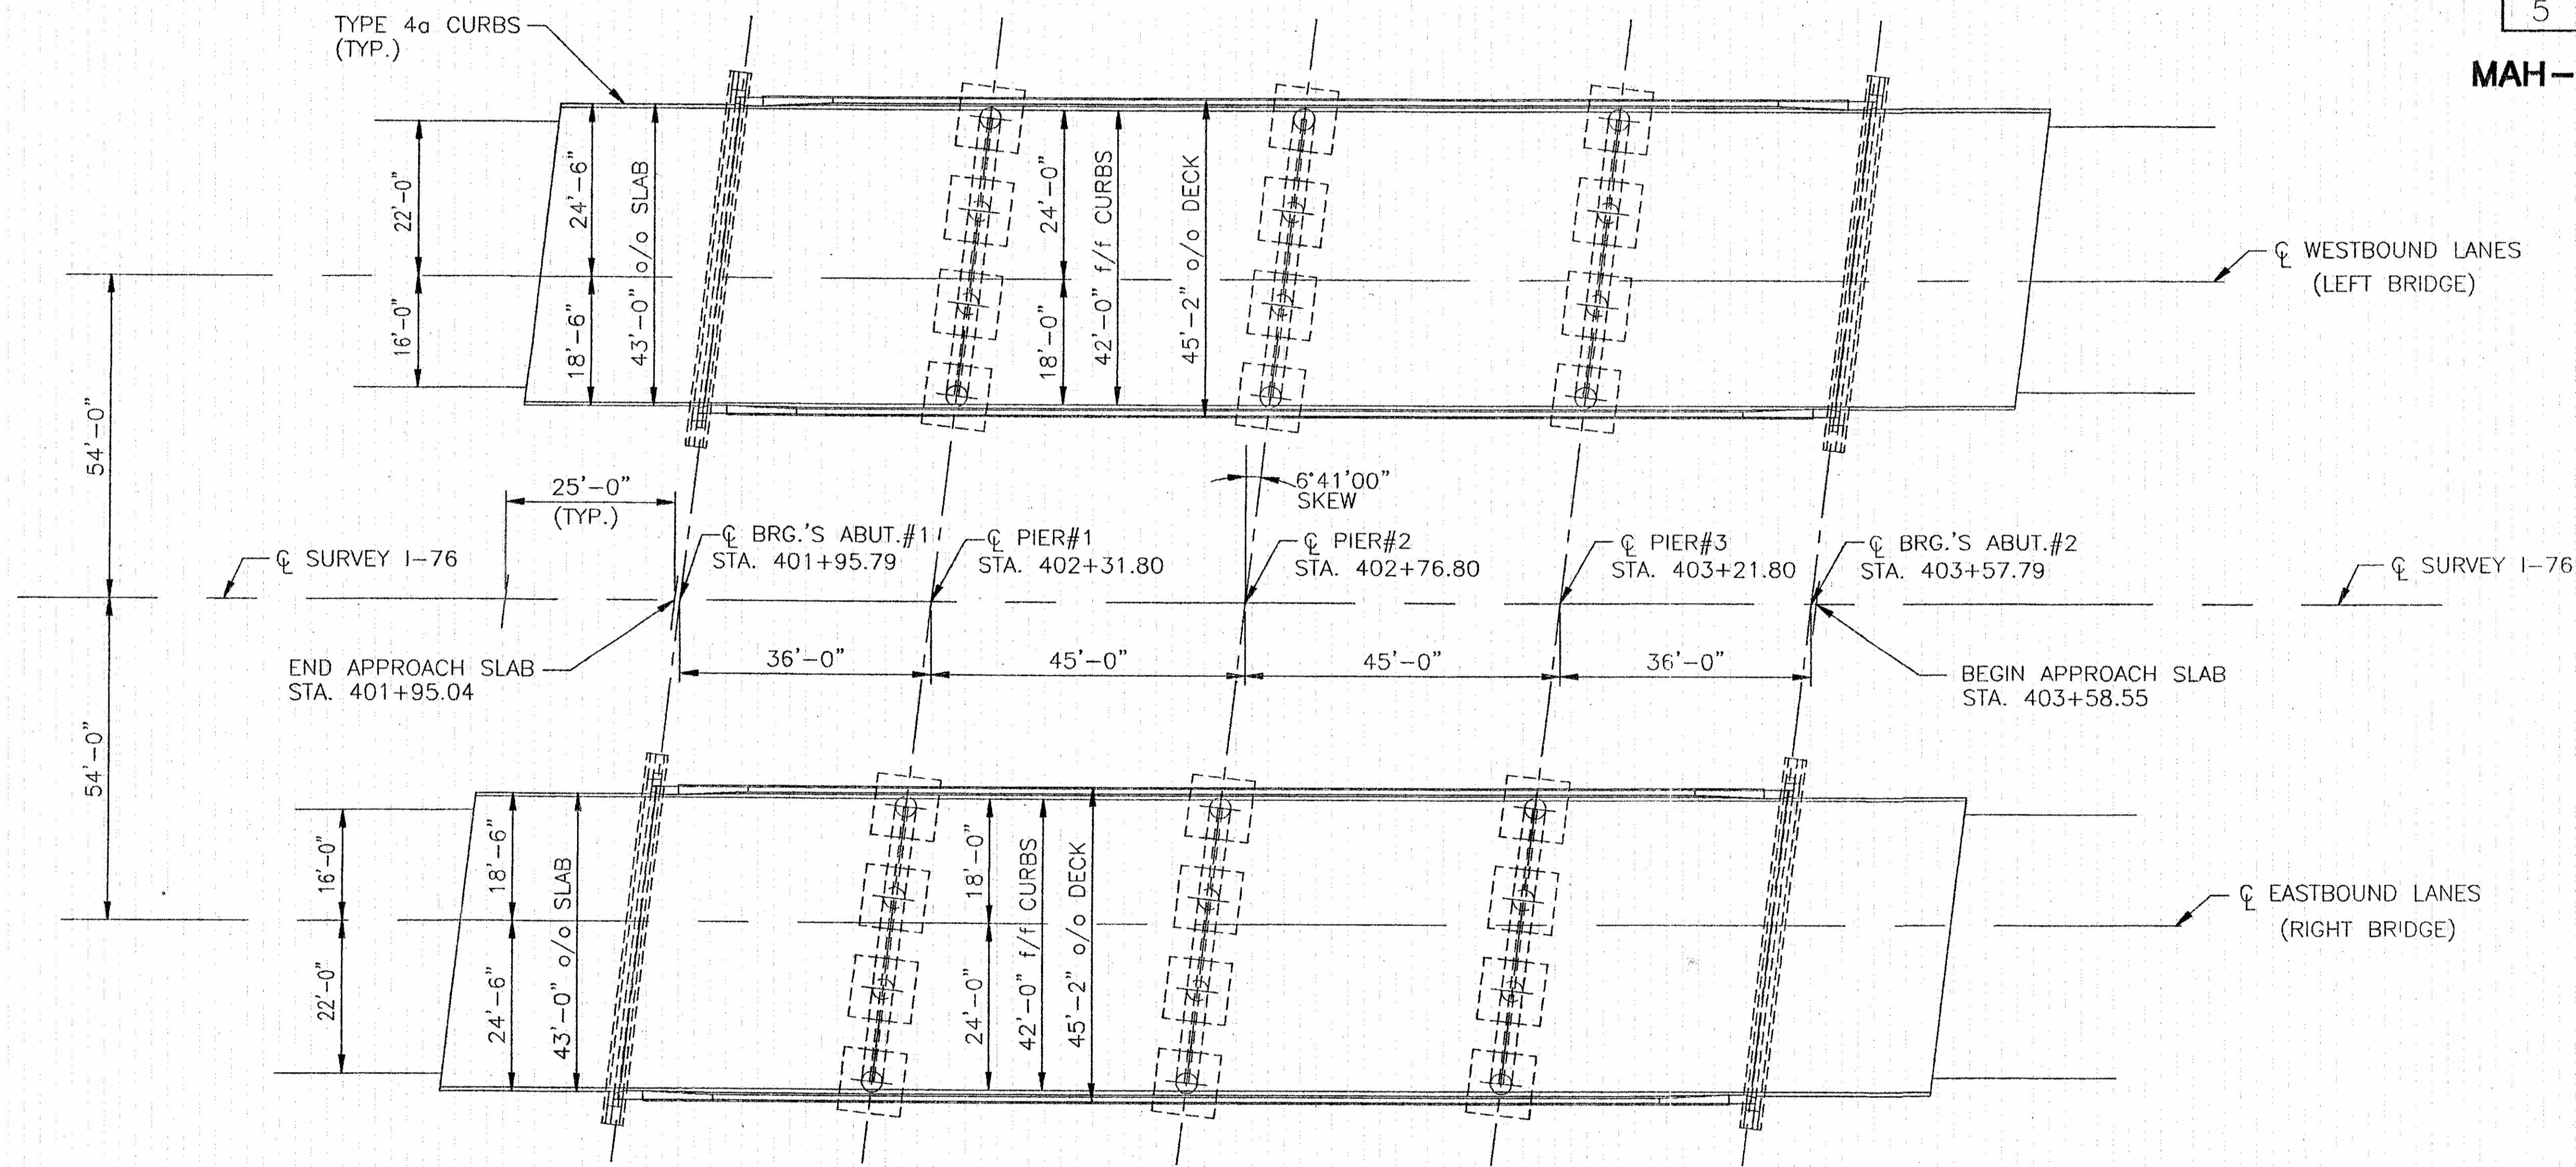 5
MAH-
TYPE 4a CURBS
(TYP.)
22'-0"
16'-0"
24'-6"
18'-6"
43'-0" o/o SLAB
24'-0"
18'-0"
42'-0" f/f CURBS
45'-2" o/o DECK
℄ WESTBOUND LANES
(LEFT BRIDGE)
54'-0"
54'-0"
25'-0"
(TYP.)
6°41'00"
SKEW
℄ SURVEY I-76
℄ BRG.'S ABUT.#1
STA. 401+95.79
℄ PIER#1
STA. 402+31.80
℄ PIER#2
STA. 402+76.80
℄ PIER#3
STA. 403+21.80
℄ BRG.'S ABUT.#2
STA. 403+57.79
℄ SURVEY I-76
END APPROACH SLAB
STA. 401+95.04
36'-0"
45'-0"
45'-0"
36'-0"
BEGIN APPROACH SLAB
STA. 403+58.55
16'-0"
22'-0"
18'-6"
24'-6"
43'-0" o/o SLAB
18'-0"
24'-0"
42'-0" f/f CURBS
45'-2" o/o DECK
℄ EASTBOUND LANES
(RIGHT BRIDGE)